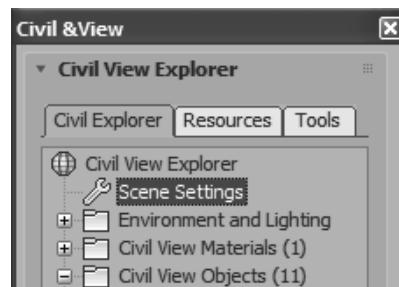 Civil &View
Civil View Explorer
Civil Explorer Resources Tools
Civil View Explorer
Scene Settings
Environment and Lighting
Civil View Materials (1)
Civil View Objects (11)